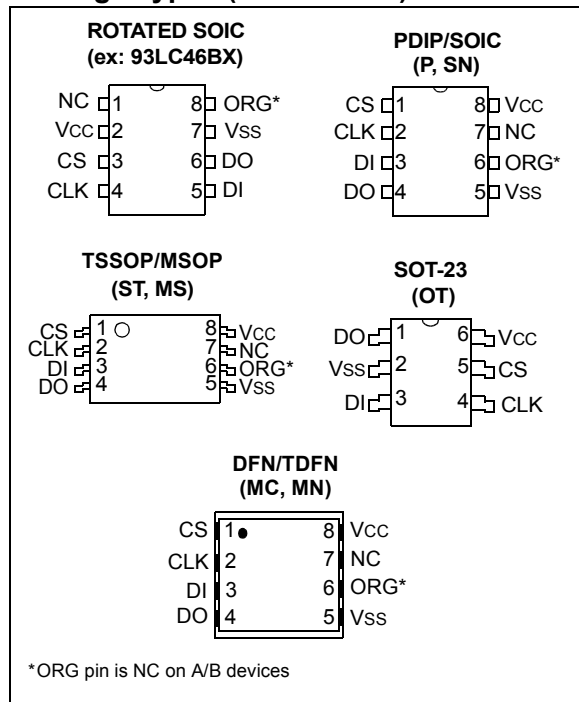 ROTATED SOIC
(ex: 93LC46BX)
NC 1 8 ORG*
VCC 2 7 VSS
CS 3 6 DO
CLK 4 5 DI
PDIP/SOIC
(P, SN)
CS 1 8 VCC
CLK 2 7 NC
DI 3 6 ORG*
DO 4 5 VSS
TSSOP/MSOP
(ST, MS)
CS 1 8 VCC
CLK 2 7 NC
DI 3 6 ORG*
DO 4 5 VSS
SOT-23
(OT)
DO 1 6 VCC
VSS 2 5 CS
DI 3 4 CLK
DFN/TDFN
(MC, MN)
CS 1 8 VCC
CLK 2 7 NC
DI 3 6 ORG*
DO 4 5 VSS
*ORG pin is NC on A/B devices